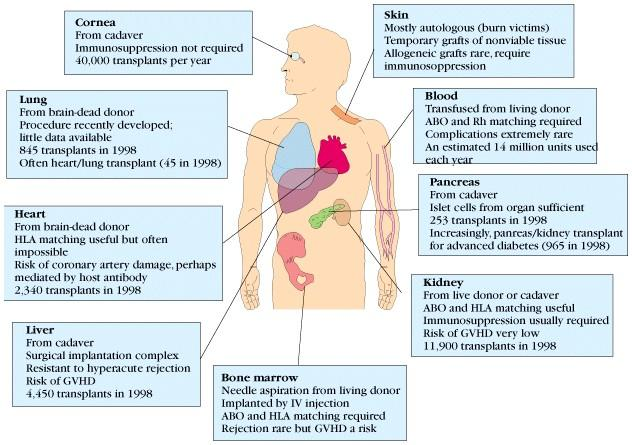 Cornea
From cadaver
Immunosuppression not required
40,000 transplants per year
Skin
Mostly autologous (burn victims)
Temporary grafts of nonviable tissue
Allogeneic grafts rare, require
immunosoppression
Lung
From brain-dead donor
Procedure recently developed;
little data available
845 transplants in 1998
Often heart/lung transplant (45 in 1998)
Blood
Transfused from living donor
ABO and Rh matching required
Complications extremely rare
An estimated 14 million units used
each year
Pancreas
From cadaver
Islet cells from organ sufficient
253 transplants in 1998
Increasingly, panreas/kidney transplant
for advanced diabetes (965 in 1998)
Heart
From brain-dead donor
HLA matching useful but often
impossible
Risk of coronary artery damage, perhaps
mediated by host antibody
2,340 transplants in 1998
Kidney
From live donor or cadaver
ABO and HLA matching useful
Immunosuppression usually required
Risk of GVHD very low
11,900 transplants in 1998
Liver
From cadaver
Surgical implantation complex
Resistant to hyperacute rejection
Risk of GVHD
4,450 transplants in 1998
Bone marrow
Needle aspiration from living donor
Implanted by IV injection
ABO and HLA matching required
Rejection rare but GVHD a risk